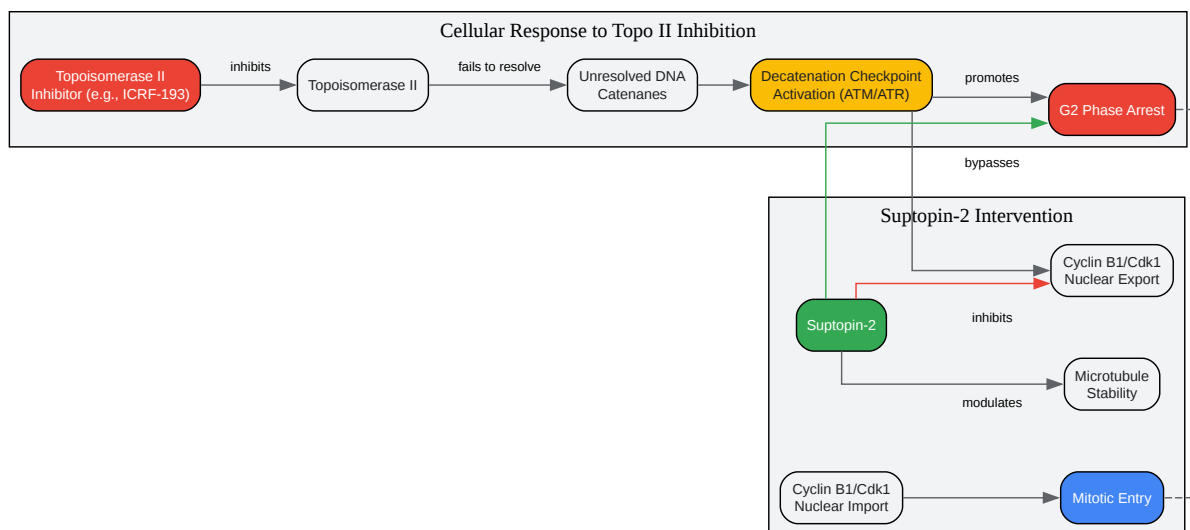 Cellular Response to Topo II Inhibition
Topoisomerase II
Inhibitor (e.g., ICRF-193)
inhibits
Topoisomerase II
fails to resolve
Unresolved DNA
Catenanes
Decatenation Checkpoint
Activation (ATM/ATR)
promotes
G2 Phase Arrest
bypasses
Suptopin-2 Intervention
Cyclin B1/Cdk1
Nuclear Export
inhibits
Suptopin-2
Microtubule
Stability
modulates
Cyclin B1/Cdk1
Nuclear Import
Mitotic Entry